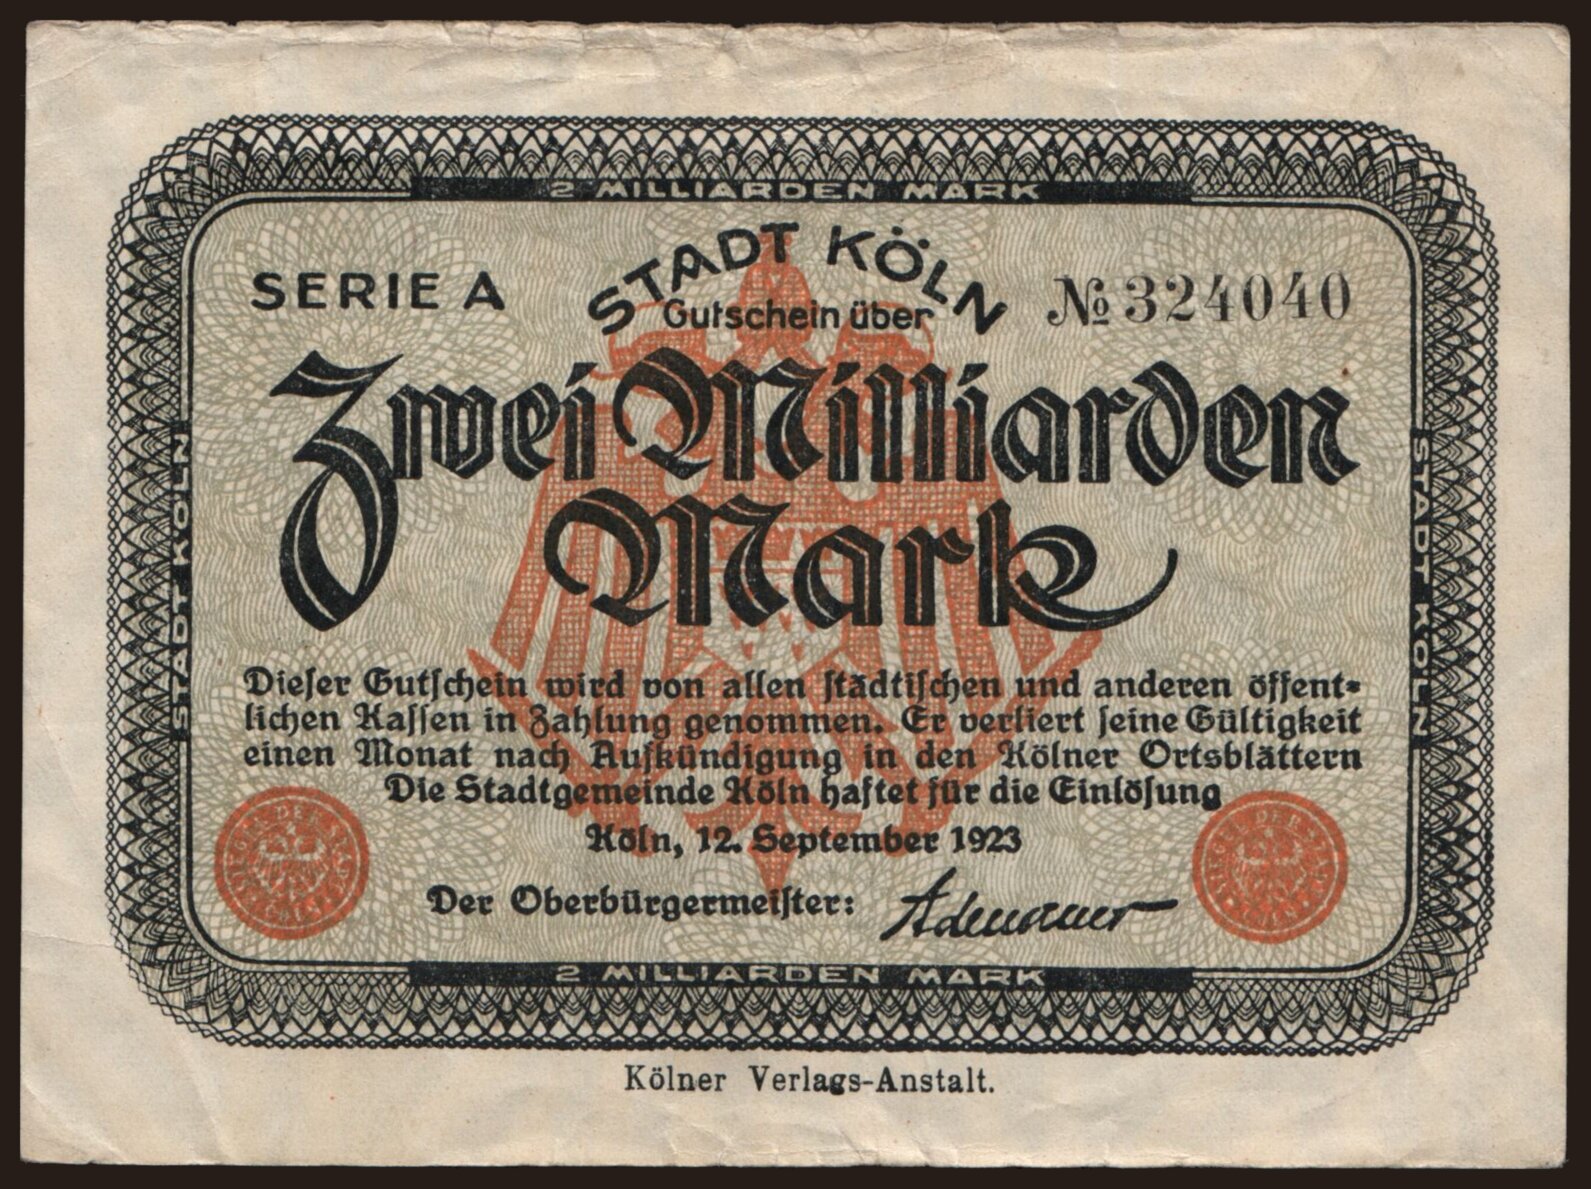 2 MILLIARDEN MARK
STADT KÖLN
SERIE A
Gutschein über
№ 324040
Zwei Milliarden
Mark
STADT KÖLN
STADT KÖLN
Dieser Gutschein wird von allen städtischen und anderen öffent-
lichen Kassen in Zahlung genommen. Er verliert seine Gültigkeit
einen Monat nach Aufkündigung in den Kölner Ortsblättern
Die Stadtgemeinde Köln haftet für die Einlösung
Köln, 12. September 1923
Der Oberbürgermeister: Adenauer
2 MILLIARDEN MARK
Kölner Verlags-Anstalt.